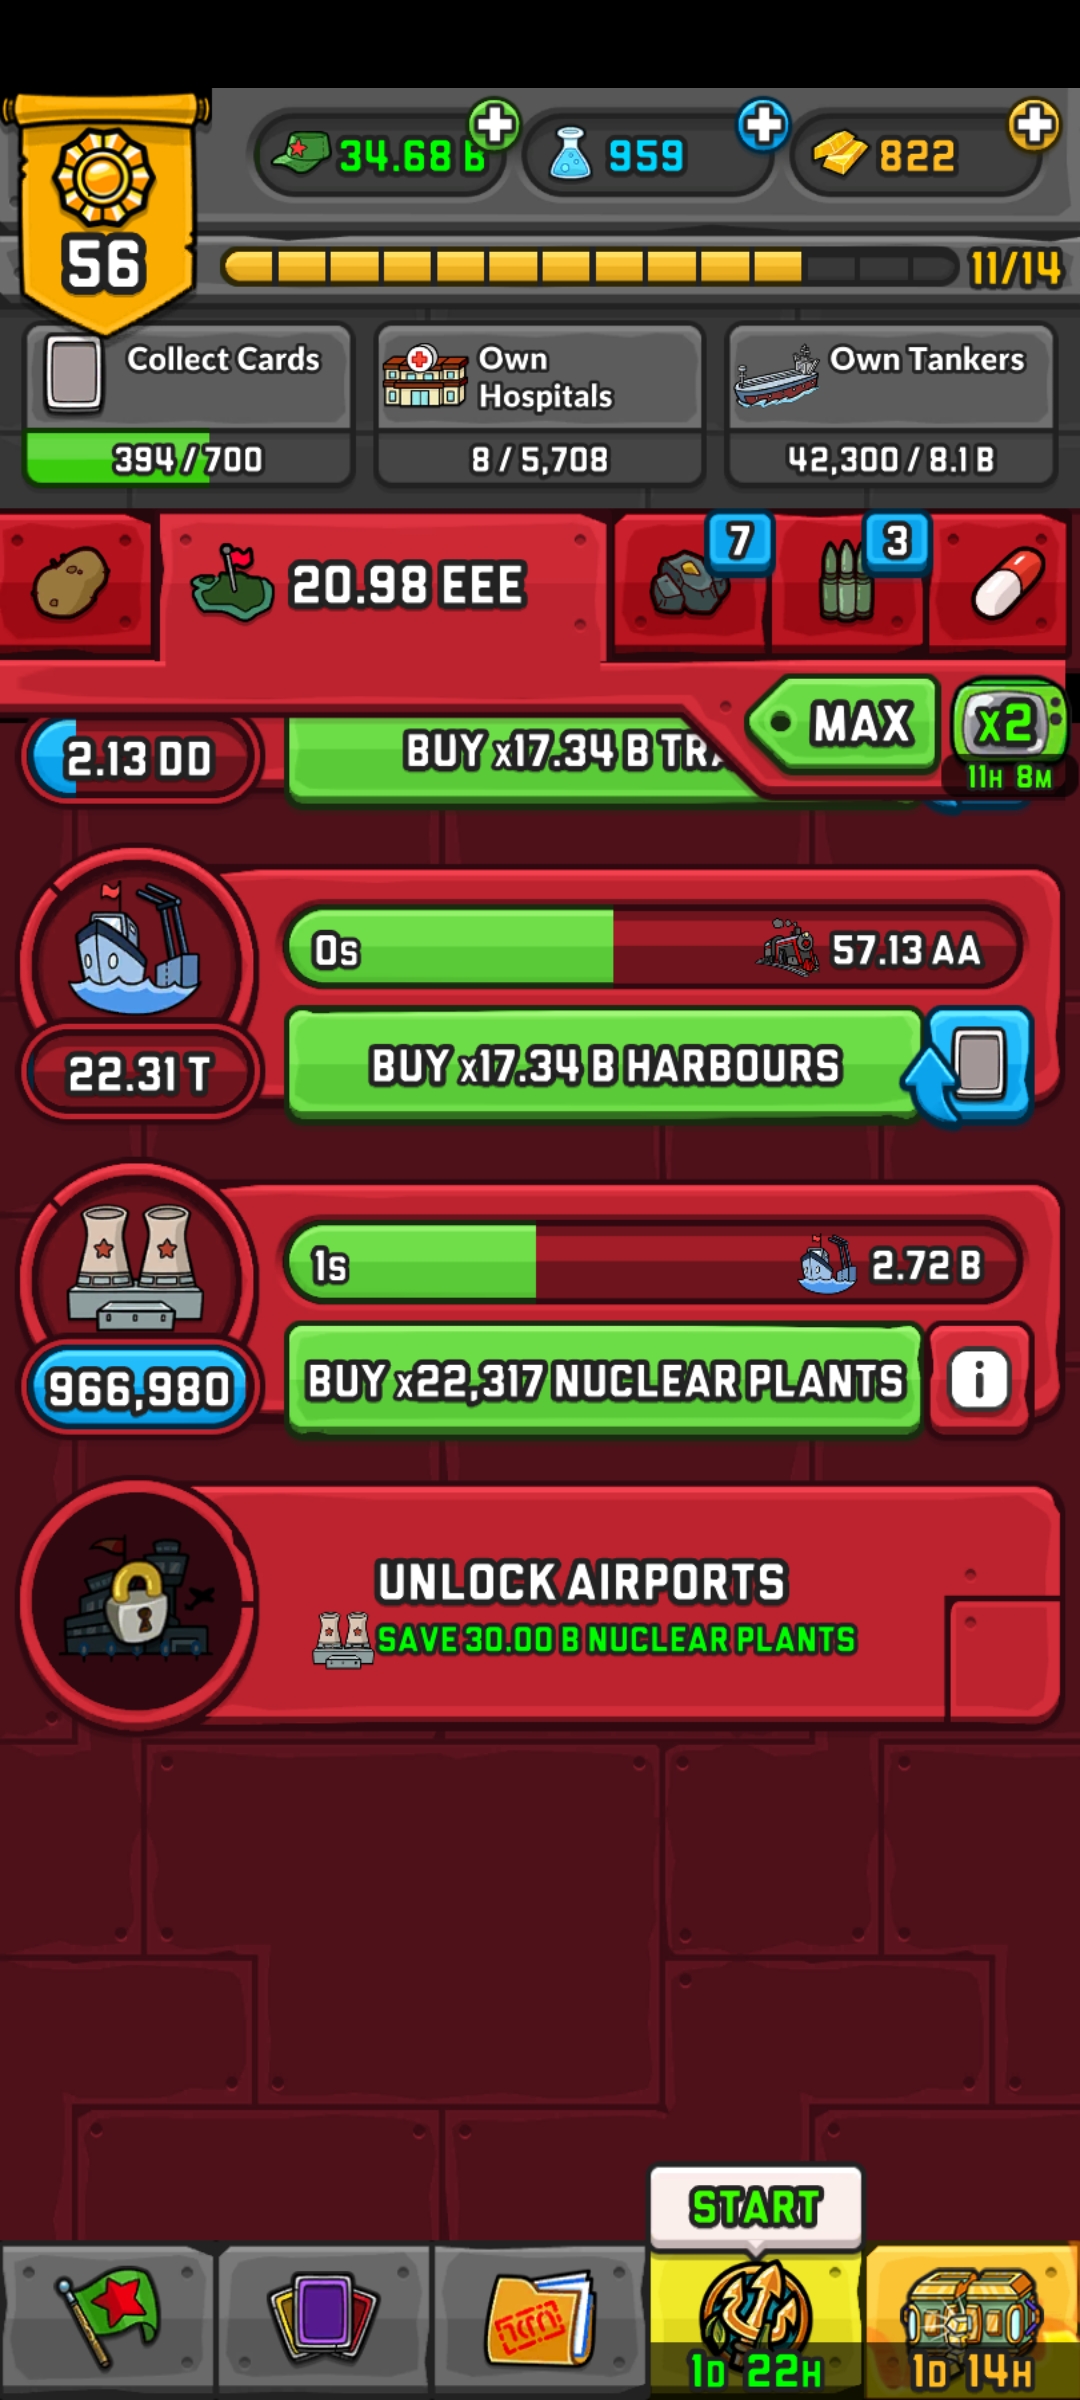 56
34.68 B
959
822
11/14
Collect Cards
394/700
Own
Hospitals
8/5,708
Own Tankers
42,300/8.1 B
20.98 EEE
7
3
MAX
x2
11H 8M
2.13 DD
BUY x17.34 B
0s
57.13 AA
22.31 T
BUY x17.34 B HARBOURS
1s
2.72 B
966,980
BUY x22,317 NUCLEAR PLANTS
i
UNLOCK AIRPORTS
SAVE 30.00 B NUCLEAR PLANTS
START
1D 22H
1D 14H